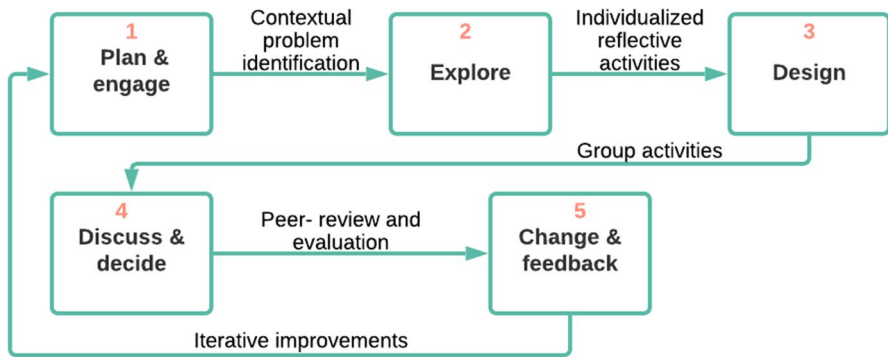 1
Plan &
engage
Contextual
problem
identification
2
Explore
Individualized
reflective
activities
3
Design
Group activities
4
Discuss &
decide
Peer- review and
evaluation
5
Change &
feedback
Iterative improvements